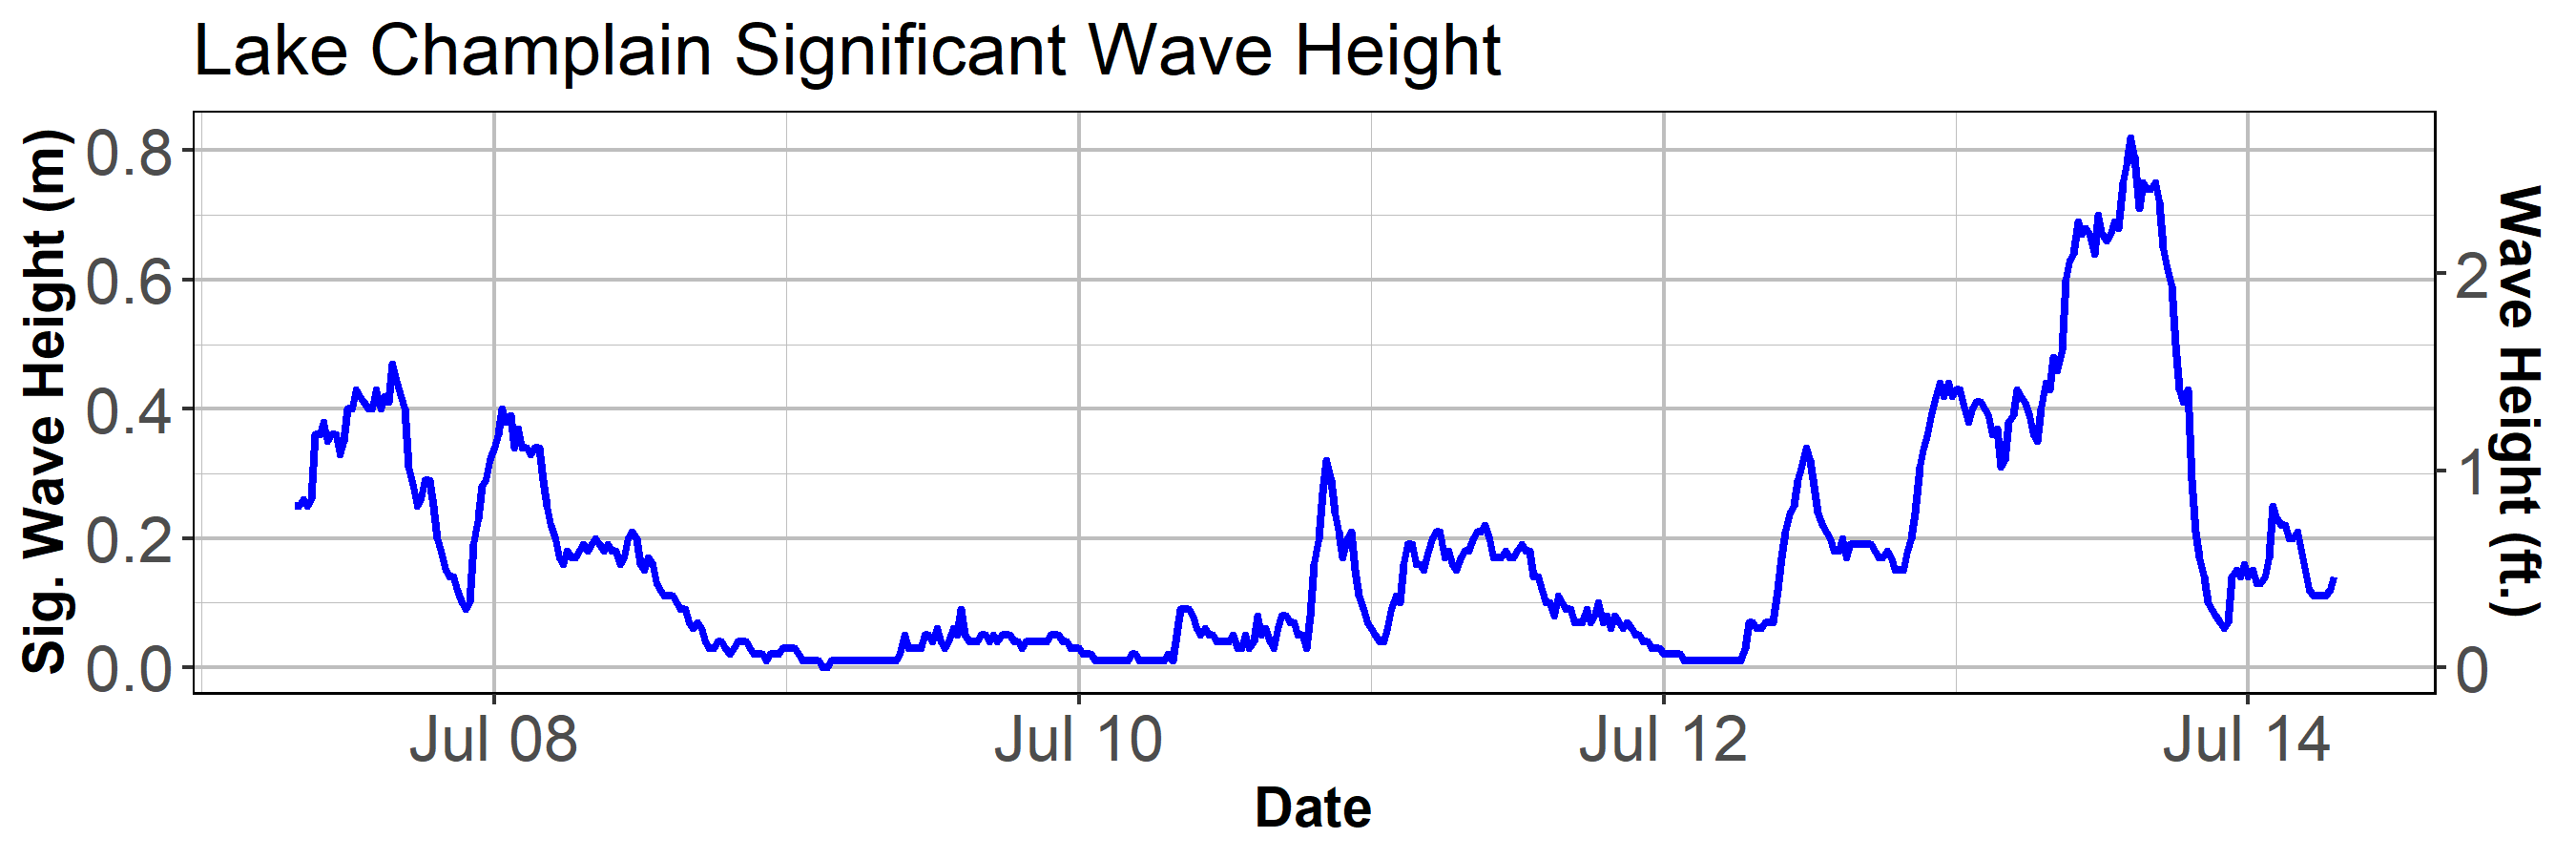 Lake Champlain Significant Wave Height
Sig. Wave Height (m)
0.8
0.6
0.4
0.2
0.0
Wave Height (ft.)
2
1
0
Jul 08
Jul 10
Jul 12
Jul 14
Date